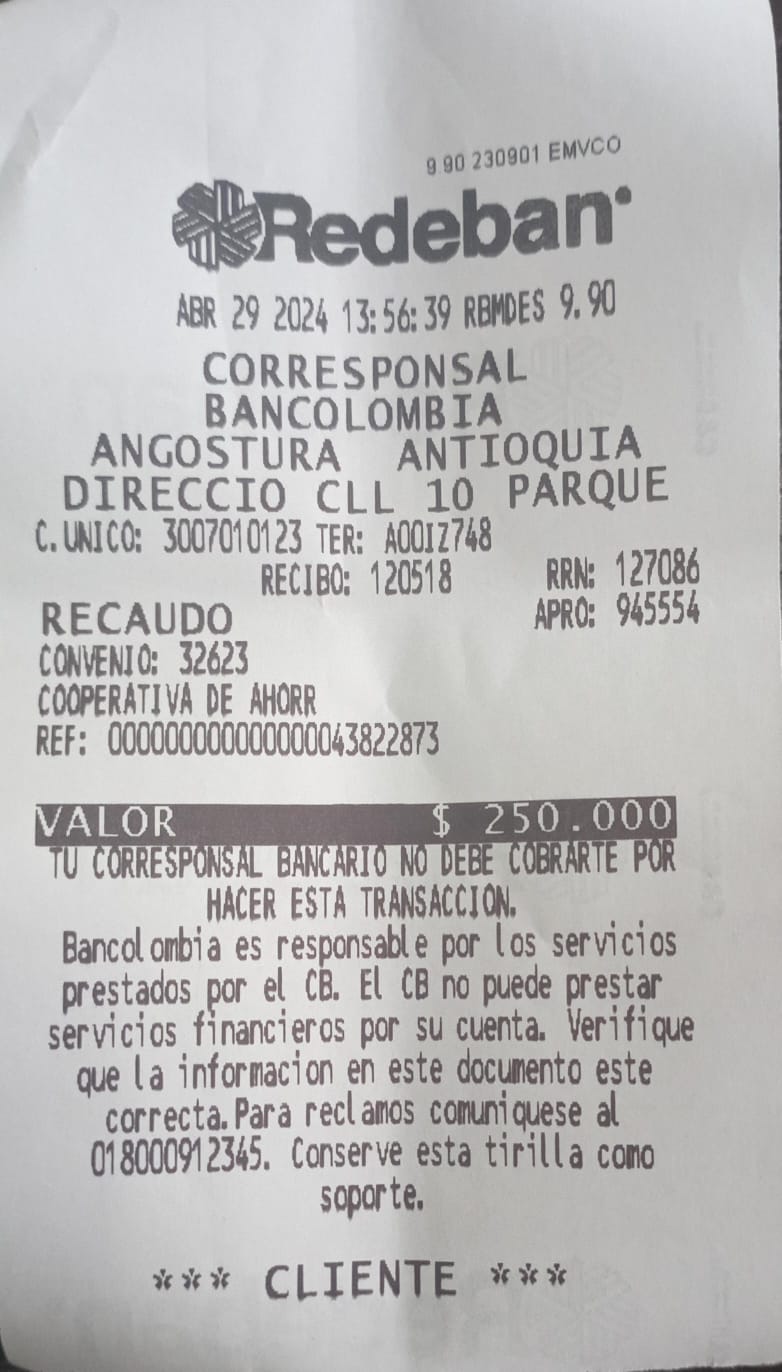 9.90 230901 EMVCO
Redeban
ABR 29 2024 13:56:39 RBMDES 9.90
CORRESPONSAL
BANCOLOMBIA
ANGOSTURA ANTIOQUIA
DIRECCIO CLL 10 PARQUE
C.UNICO: 3007010123 TER: A00IZ748
RECIBO: 120518 RRN: 127086
RECAUDO APRO: 945554
CONVENIO: 32623
COOPERATIVA DE AHORR
REF: 000000000000000043822873
VALOR $ 250.000
TU CORRESPONSAL BANCARIO NO DEBE COBRARTE POR
HACER ESTA TRANSACCION.
Bancolombia es responsable por los servicios
prestados por el CB. El CB no puede prestar
servicios financieros por su cuenta. Verifique
que la informacion en este documento este
correcta.Para reclamos comuniquese al
018000912345. Conserve esta tirilla como
soporte.
*** CLIENTE ***